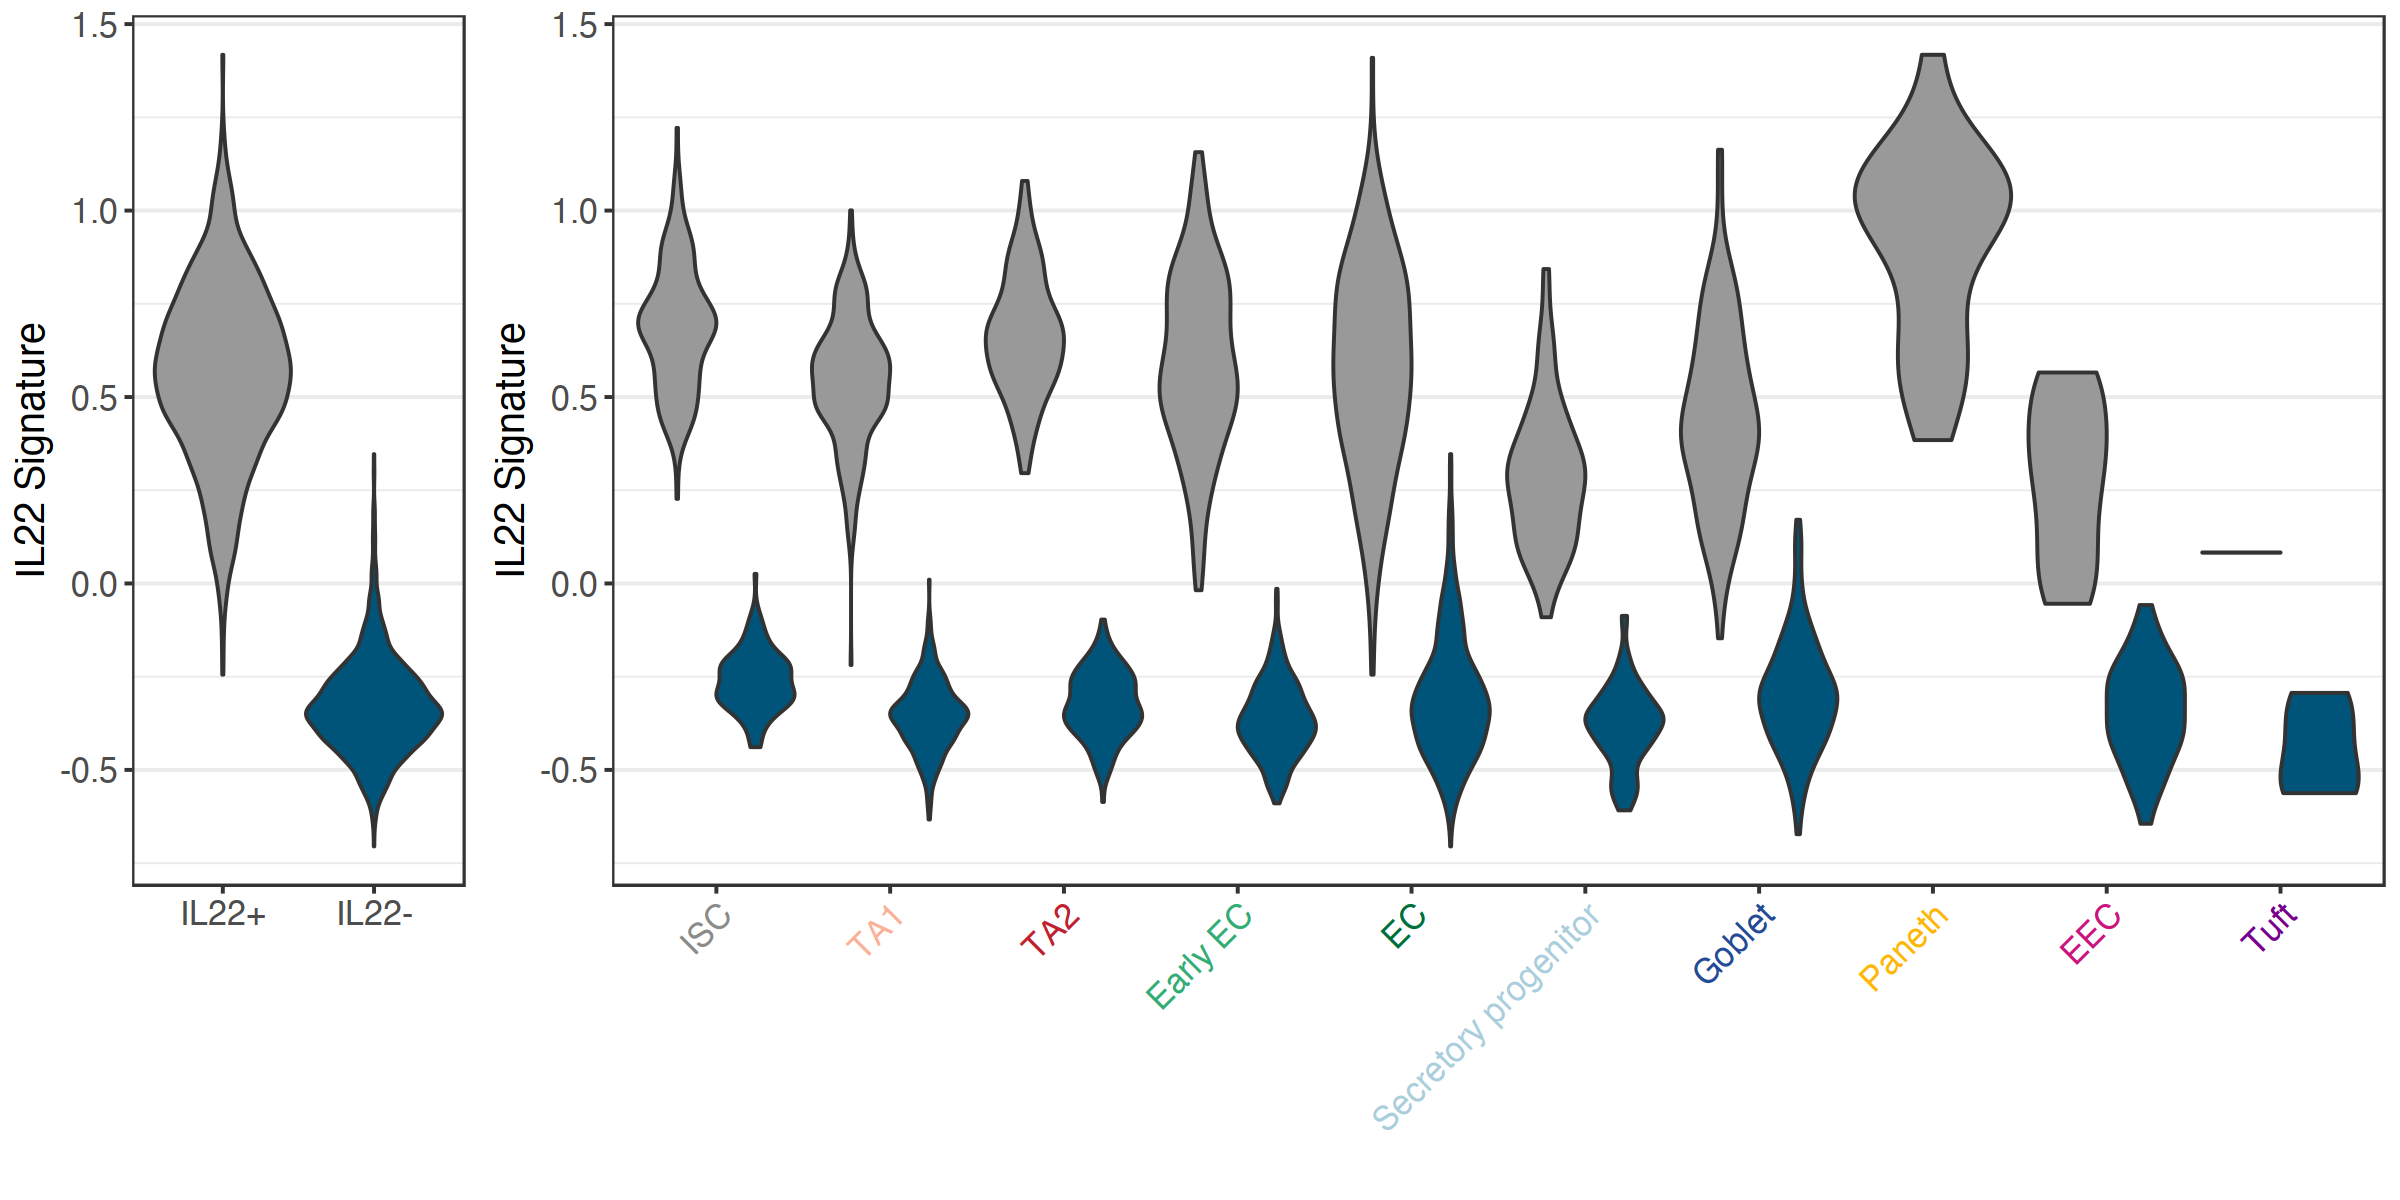 IL22 Signature
1.5
1.0
0.5
0.0
-0.5
IL22+ IL22-
IL22 Signature
1.5
1.0
0.5
0.0
-0.5
ISC
TA1
TA2
Early EC
EC
Secretory progenitor
Goblet
Paneth
EEC
Tuft